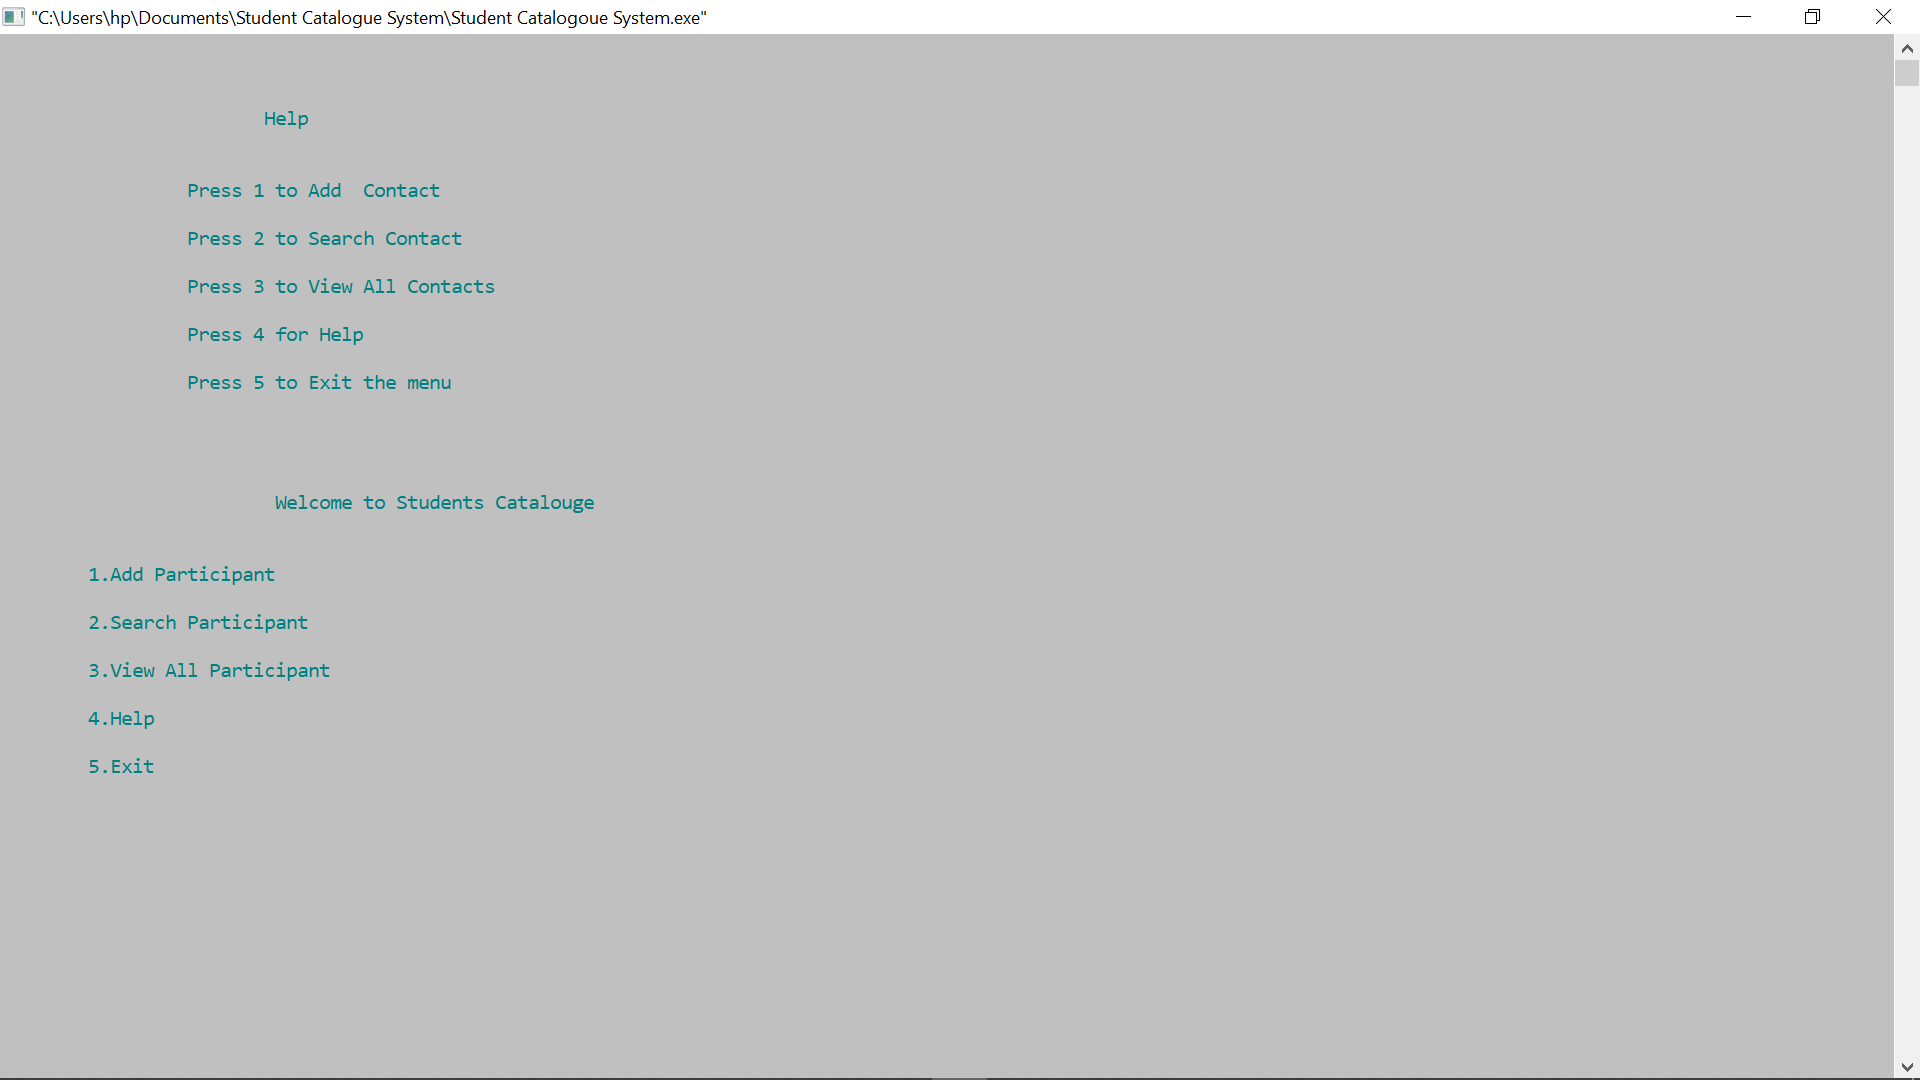 "C:\Users\hp\Documents\Student Catalogue System\Student Catalogoue System.exe"
Help
Press 1 to Add  Contact
Press 2 to Search Contact
Press 3 to View All Contacts
Press 4 for Help
Press 5 to Exit the menu
Welcome to Students Catalouge
1.Add Participant
2.Search Participant
3.View All Participant
4.Help
5.Exit